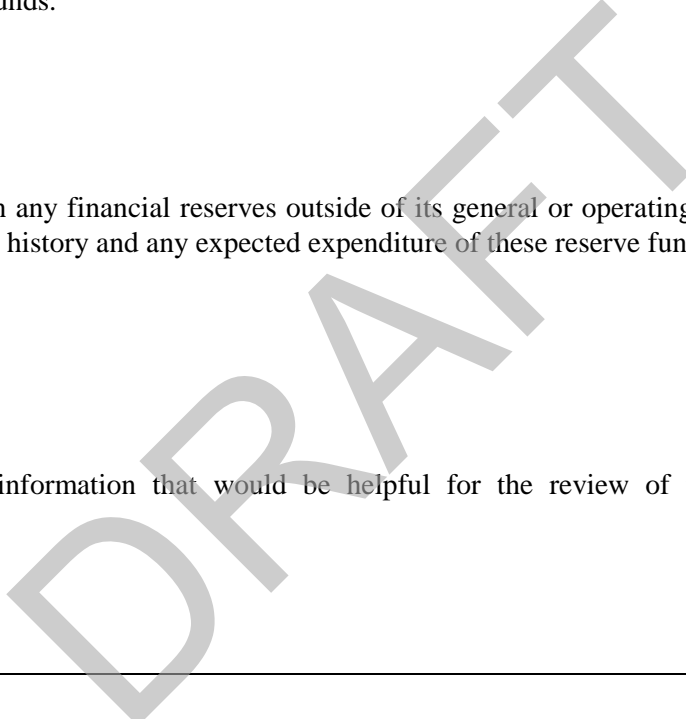 unds.
n any financial reserves outside of its general or operating
history and any expected expenditure of these reserve fun
information that would be helpful for the review of
DRAFT